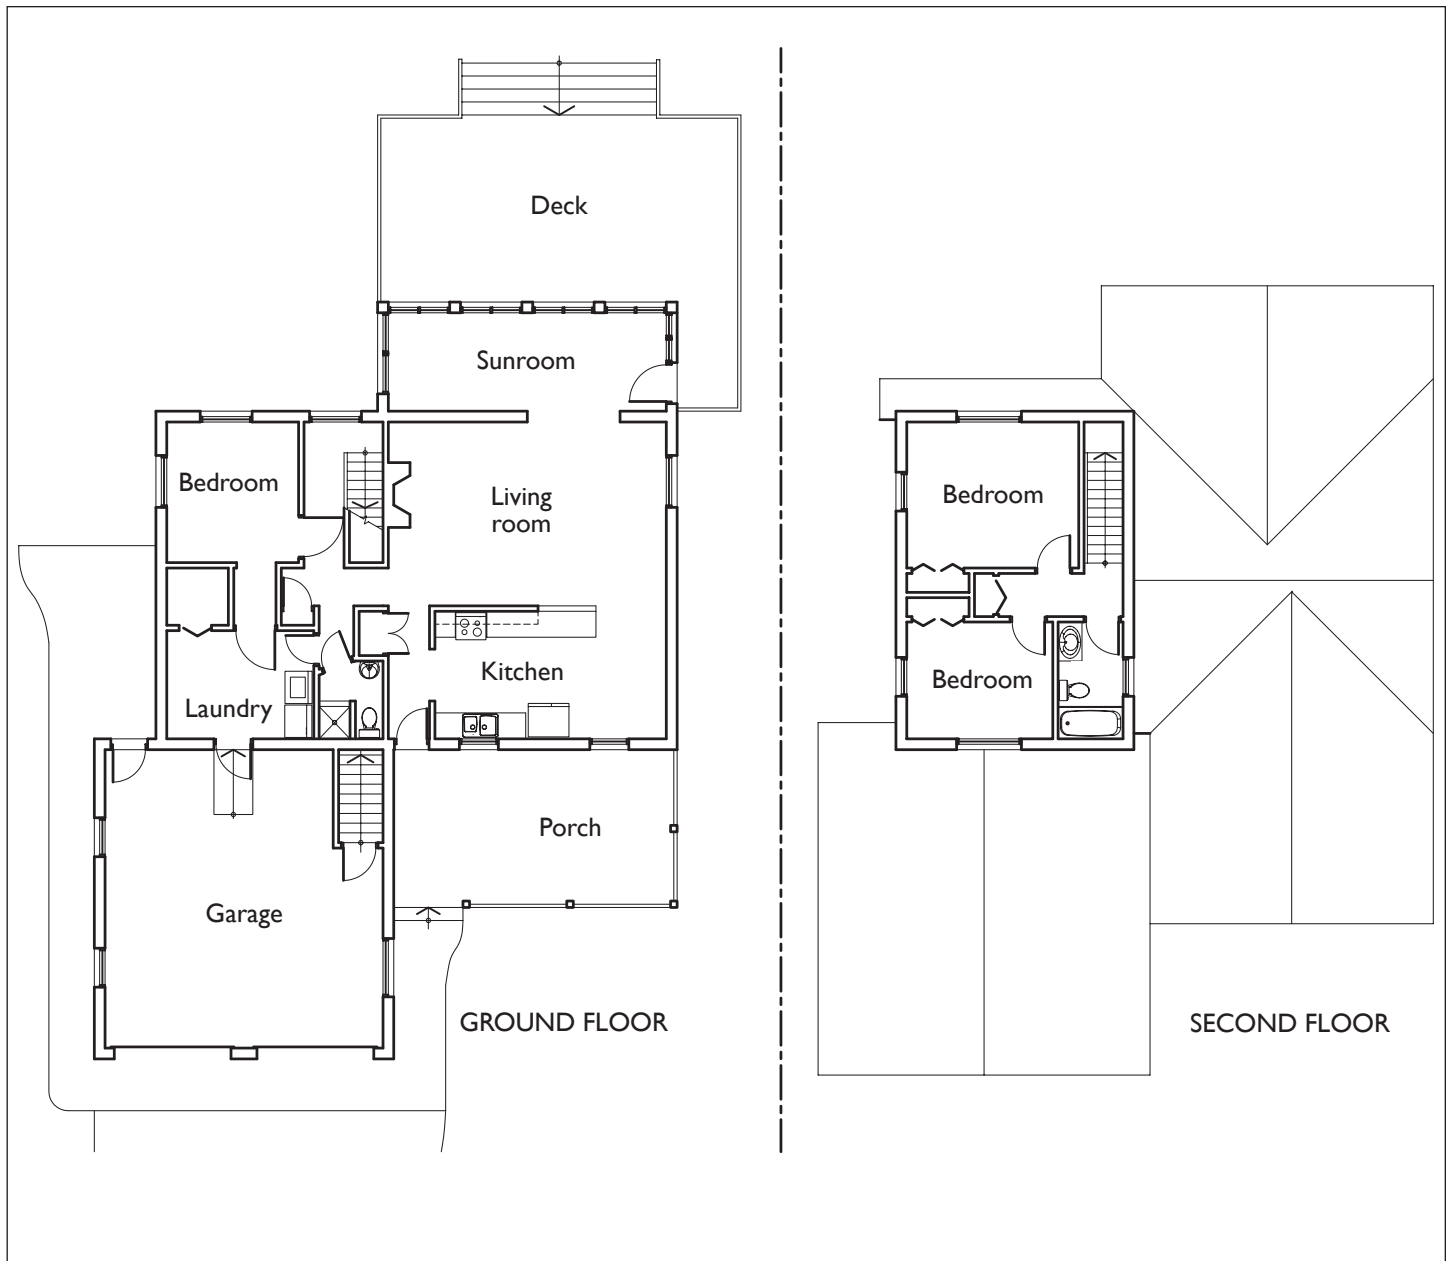 Deck
Sunroom
Bedroom
Living
room
Kitchen
Laundry
Porch
Garage
GROUND FLOOR
Bedroom
Bedroom
SECOND FLOOR